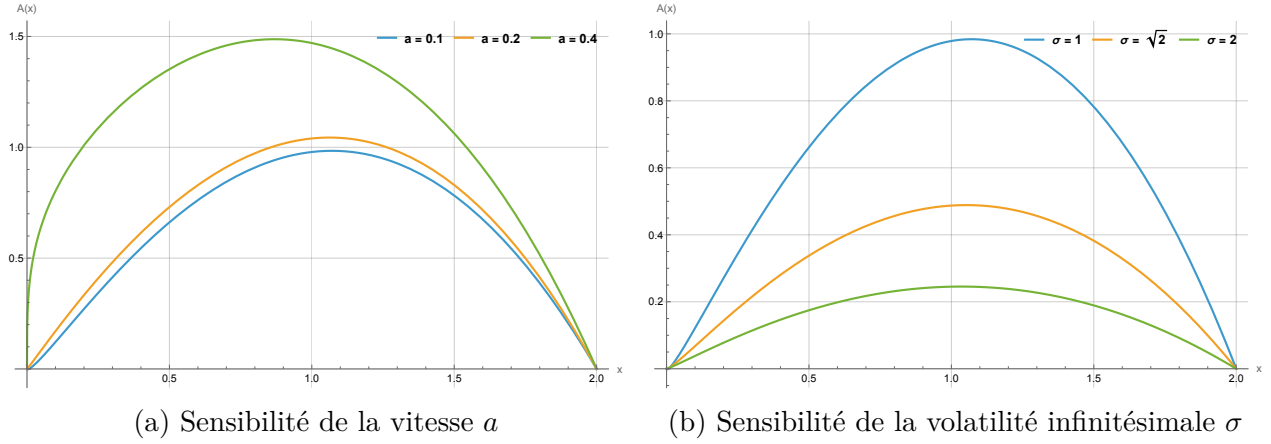 A(x)
a = 0.1 a = 0.2 a = 0.4
1.5
1.0
0.5
0.5 1.0 1.5 2.0 x
(a) Sensibilité de la vitesse a
A(x)
σ = 1 σ = √2 σ = 2
1.0
0.8
0.6
0.4
0.2
0.5 1.0 1.5 2.0 x
(b) Sensibilité de la volatilité infinitésimale σ